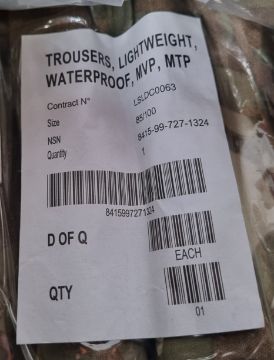 TROUSERS, LIGHTWEIGHT,
WATERPROOF, MVP, MTP
Contract N° LSLDC0063
Size 85/100
NSN 8415-99-727-1324
Quantity 1
8415997271324
D OF Q
EACH
QTY
01